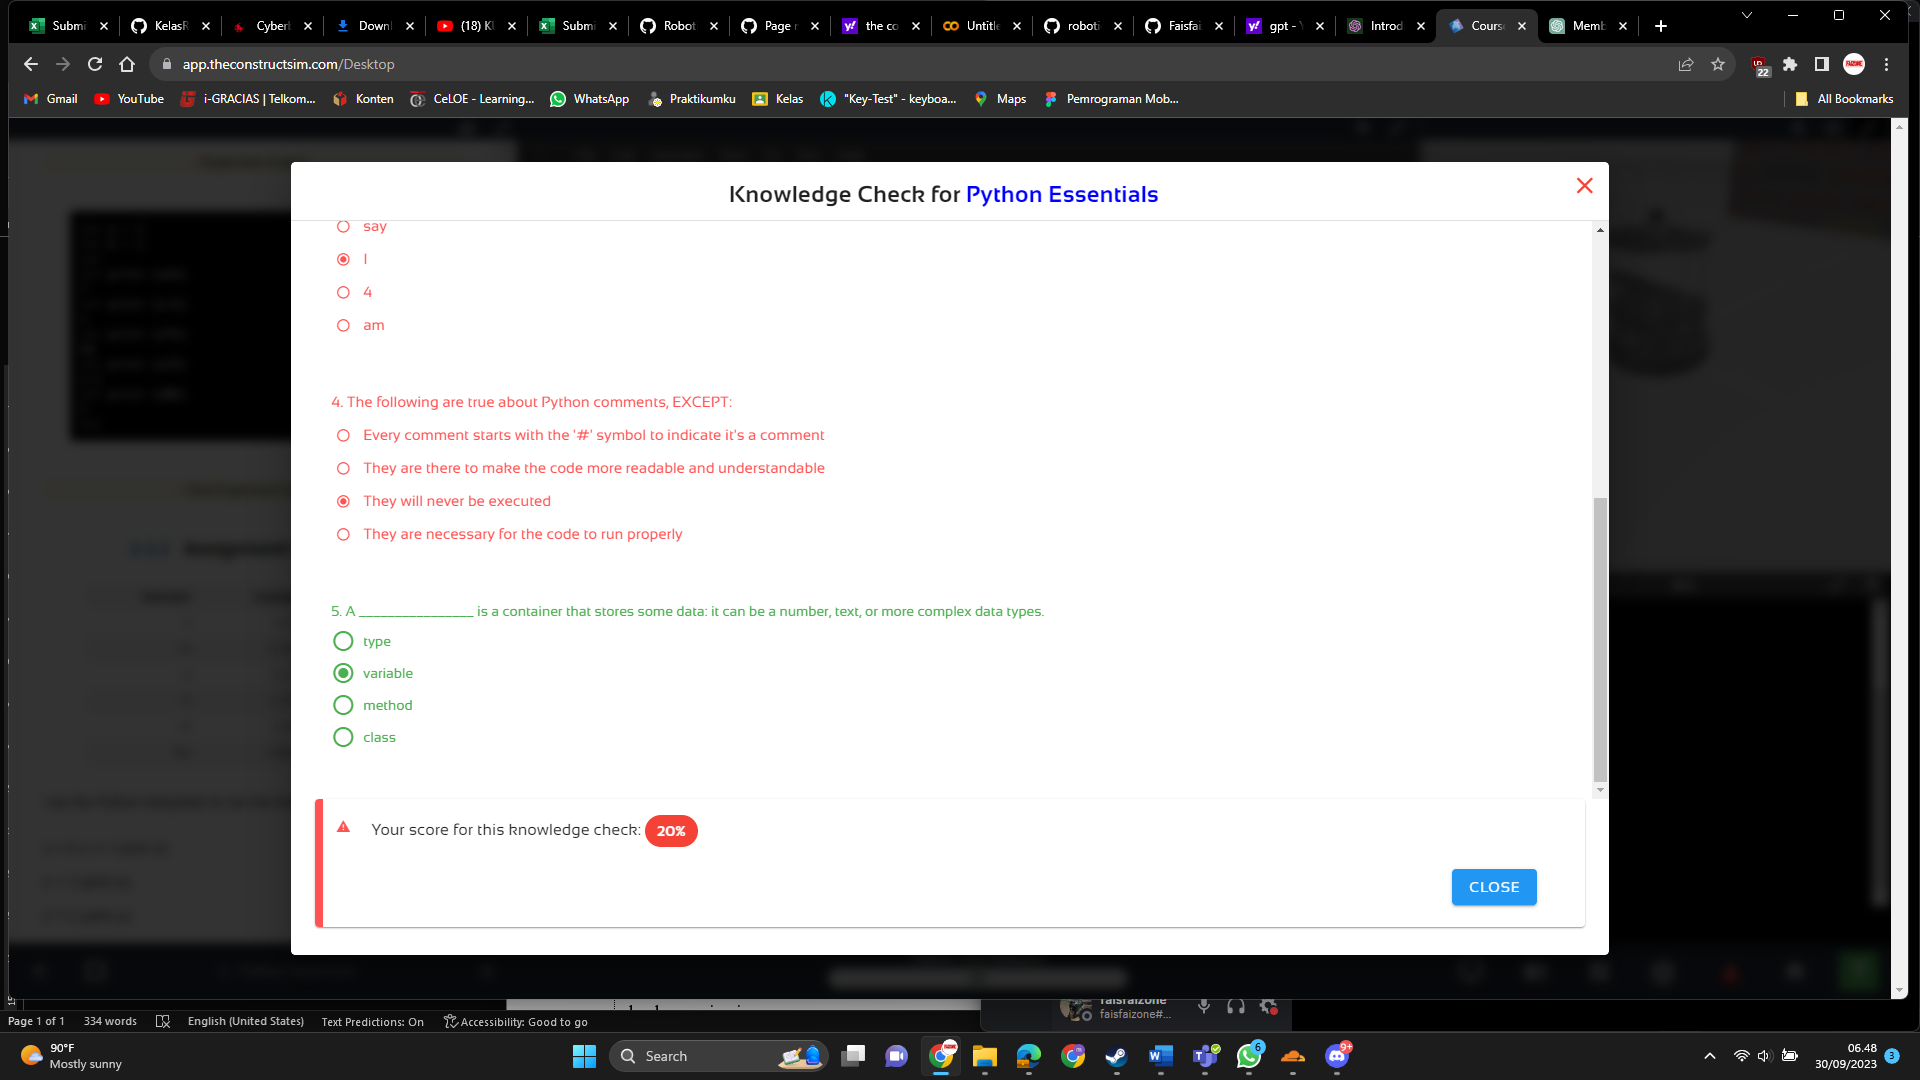 Submi
KelasR
Cyberl
Downl
(18) KU
Submi
Robot
Page r
the co
Untitle
roboti
Faisfai
gpt - Y
Introd
Course
Memb
app.theconstructsim.com/Desktop
22
Gmail
YouTube
i-GRACIAS | Telkom...
Konten
CeLOE - Learning...
WhatsApp
Praktikumku
Kelas
"Key-Test" - keyboa...
Maps
Pemrograman Mob...
All Bookmarks
Knowledge Check for Python Essentials
say
I
4
am
4. The following are true about Python comments, EXCEPT:
Every comment starts with the '#' symbol to indicate it's a comment
They are there to make the code more readable and understandable
They will never be executed
They are necessary for the code to run properly
5. A ________________ is a container that stores some data: it can be a number, text, or more complex data types.
type
variable
method
class
Your score for this knowledge check: 20%
CLOSE
faisfaizone
faisfaizone#...
Page 1 of 1
334 words
English (United States)
Text Predictions: On
Accessibility: Good to go
90°F
Mostly sunny
Search
6
9+
06.48
30/09/2023
3